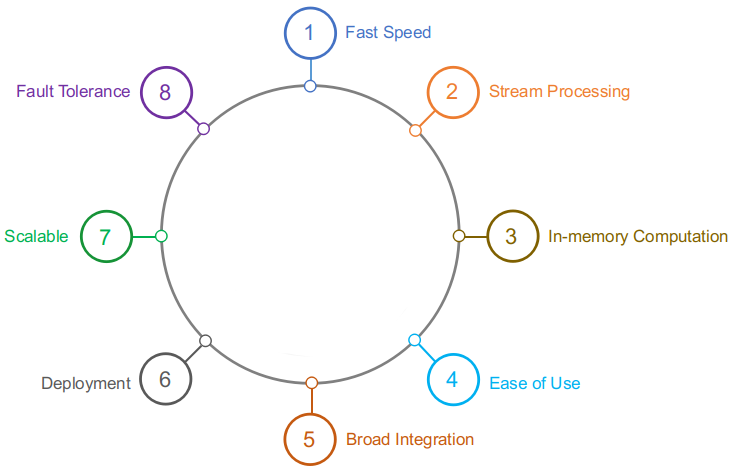 1 Fast Speed
2 Stream Processing
3 In-memory Computation
4 Ease of Use
5 Broad Integration
6 Deployment
7 Scalable
8 Fault Tolerance